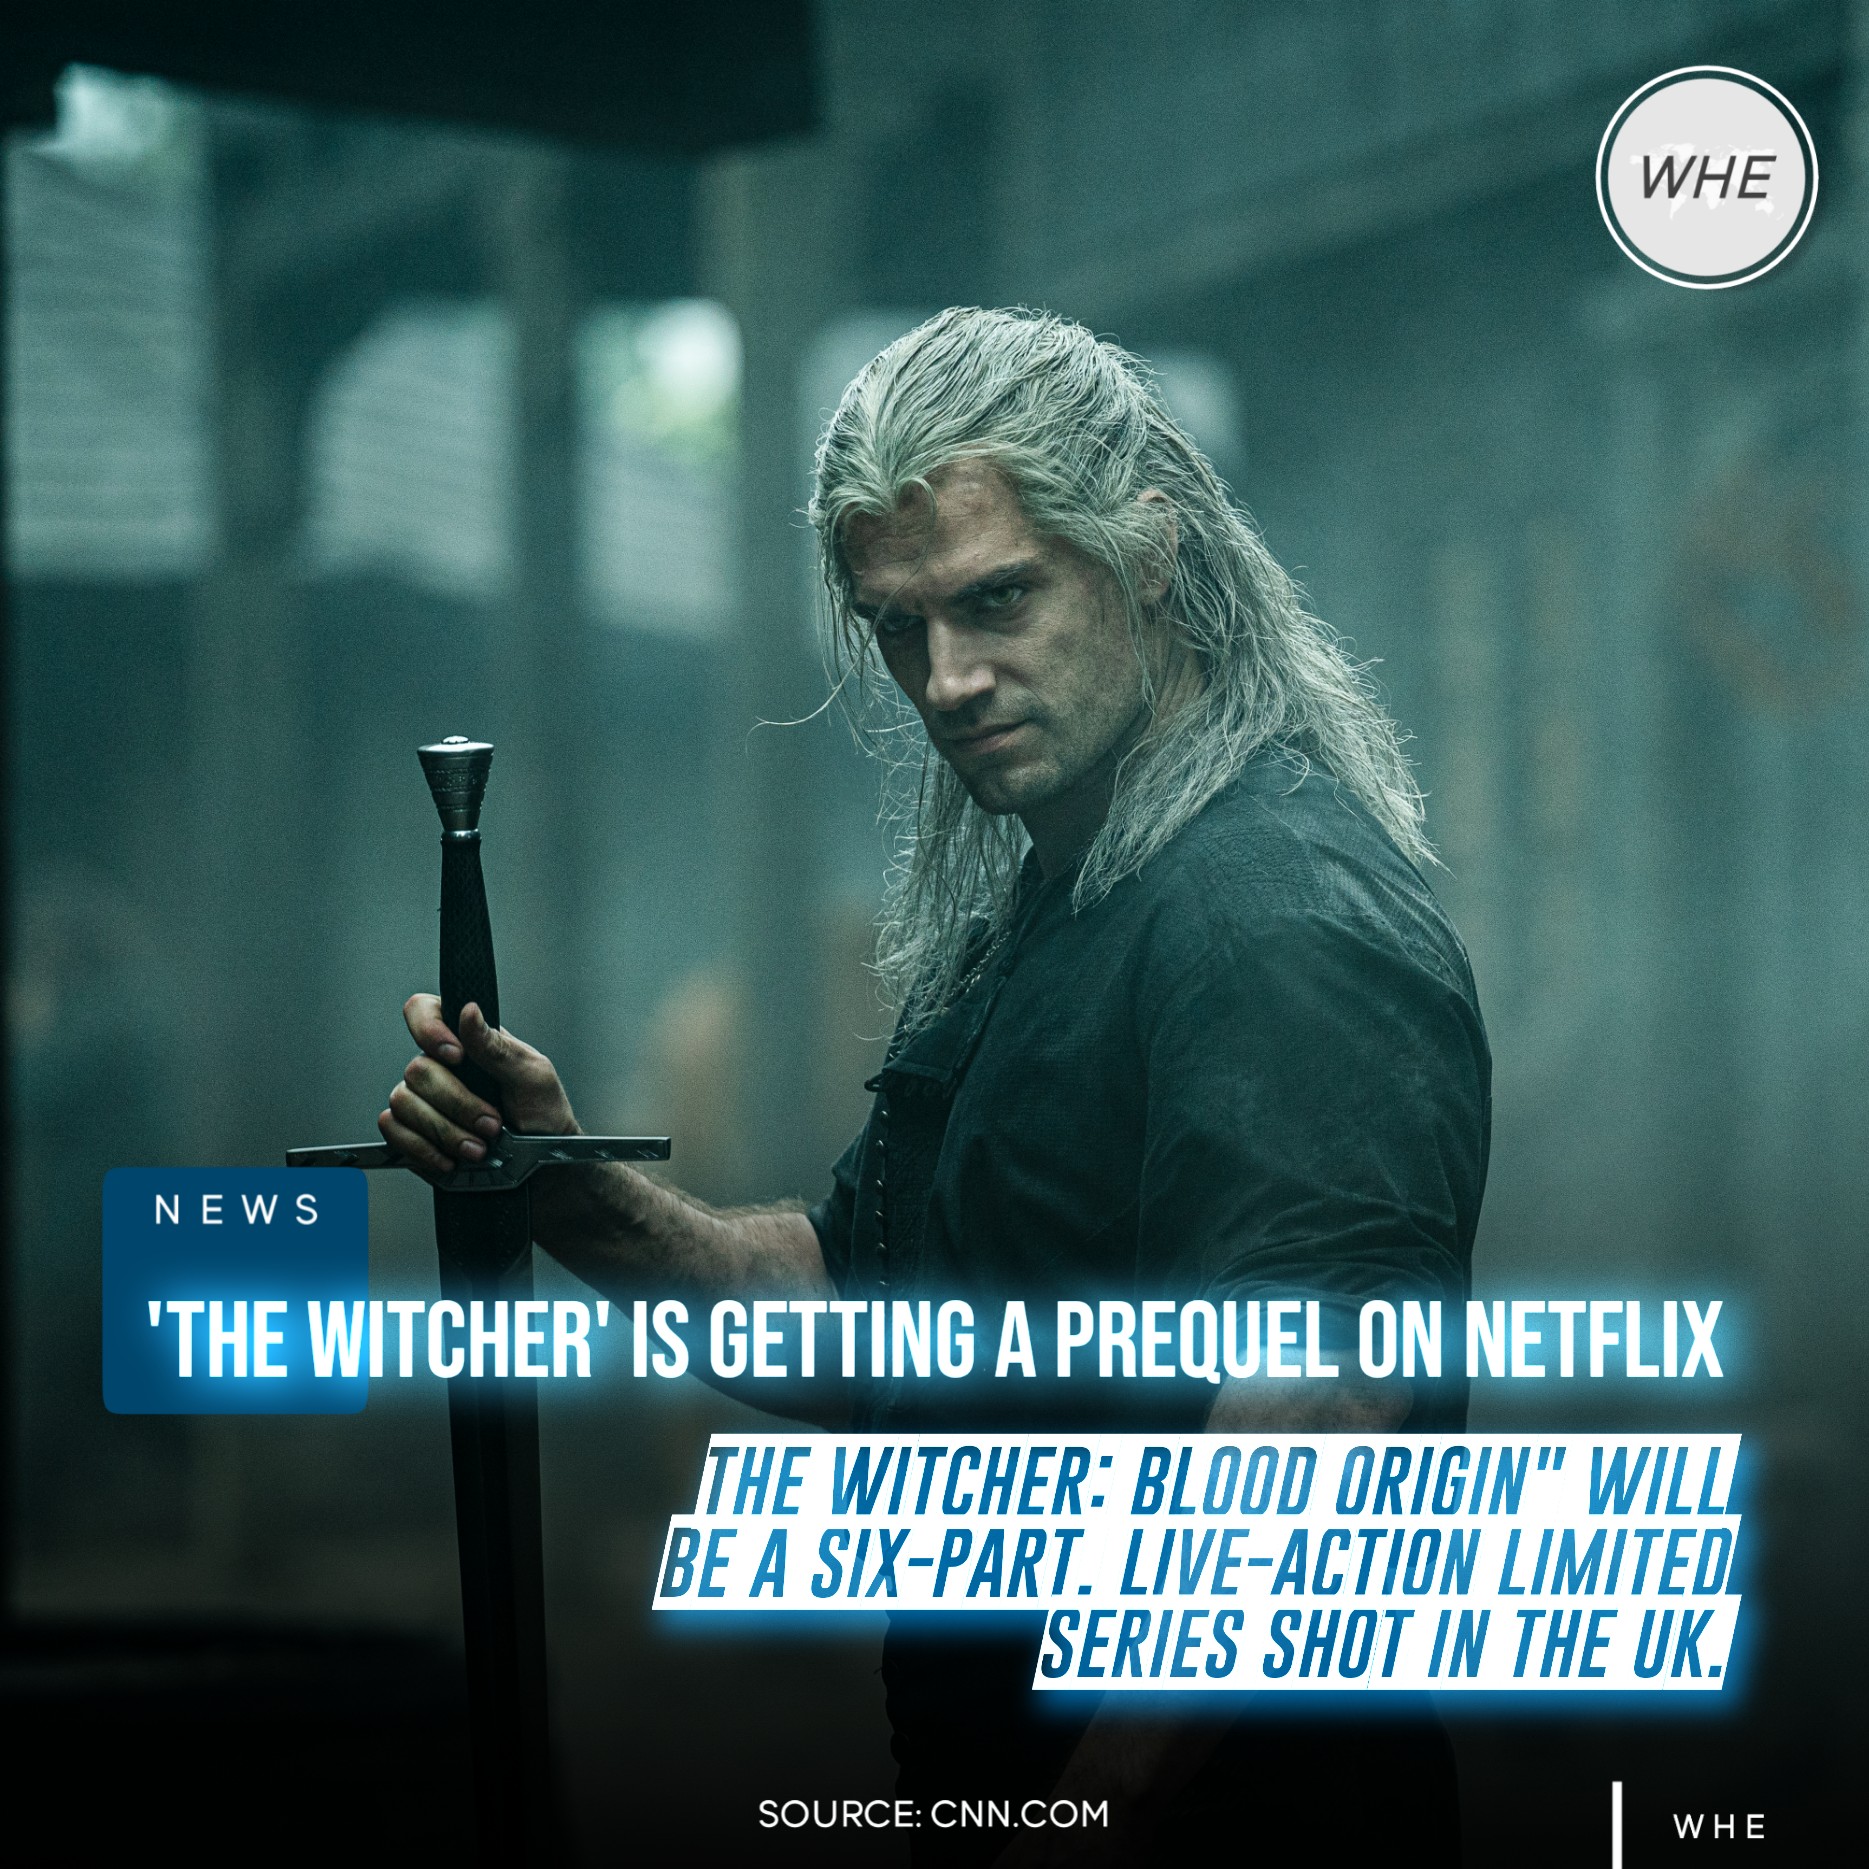 WHE
NEWS
'THE WITCHER' IS GETTING A PREQUEL ON NETFLIX
THE WITCHER: BLOOD ORIGIN" WILL
BE A SIX-PART. LIVE-ACTION LIMITED
SERIES SHOT IN THE UK.
SOURCE: CNN.COM
WHE